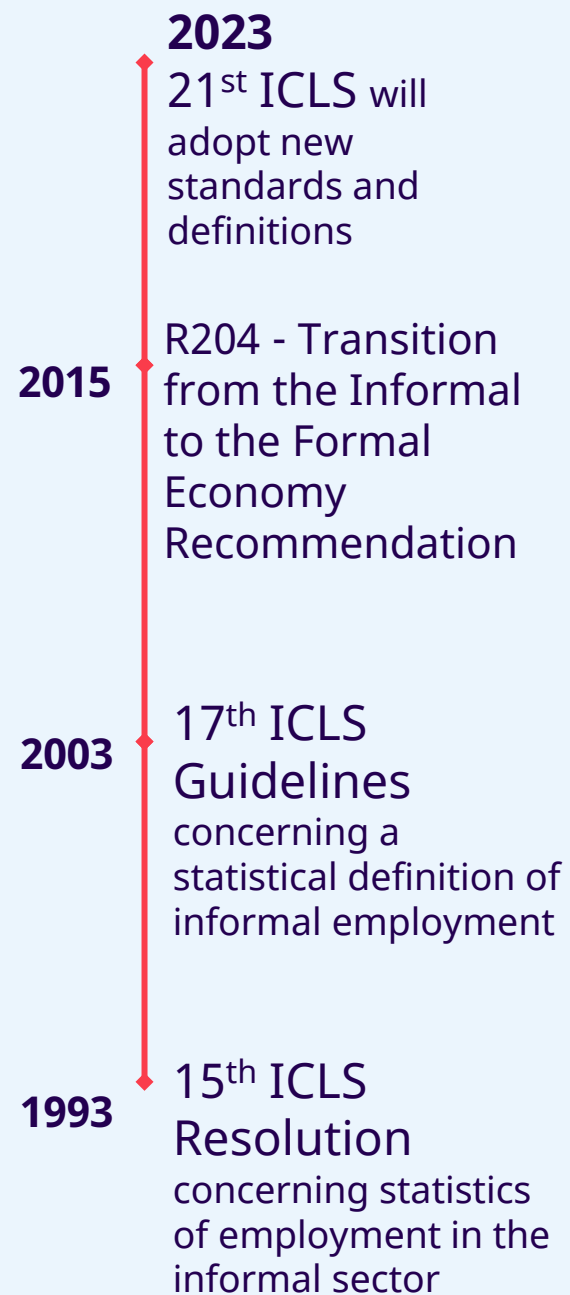 2023
21st ICLS will
adopt new
standards and
definitions
2015
R204 - Transition
from the Informal
to the Formal
Economy
Recommendation
2003
17th ICLS
Guidelines
concerning a
statistical definition of
informal employment
1993
15th ICLS
Resolution
concerning statistics
of employment in the
informal sector